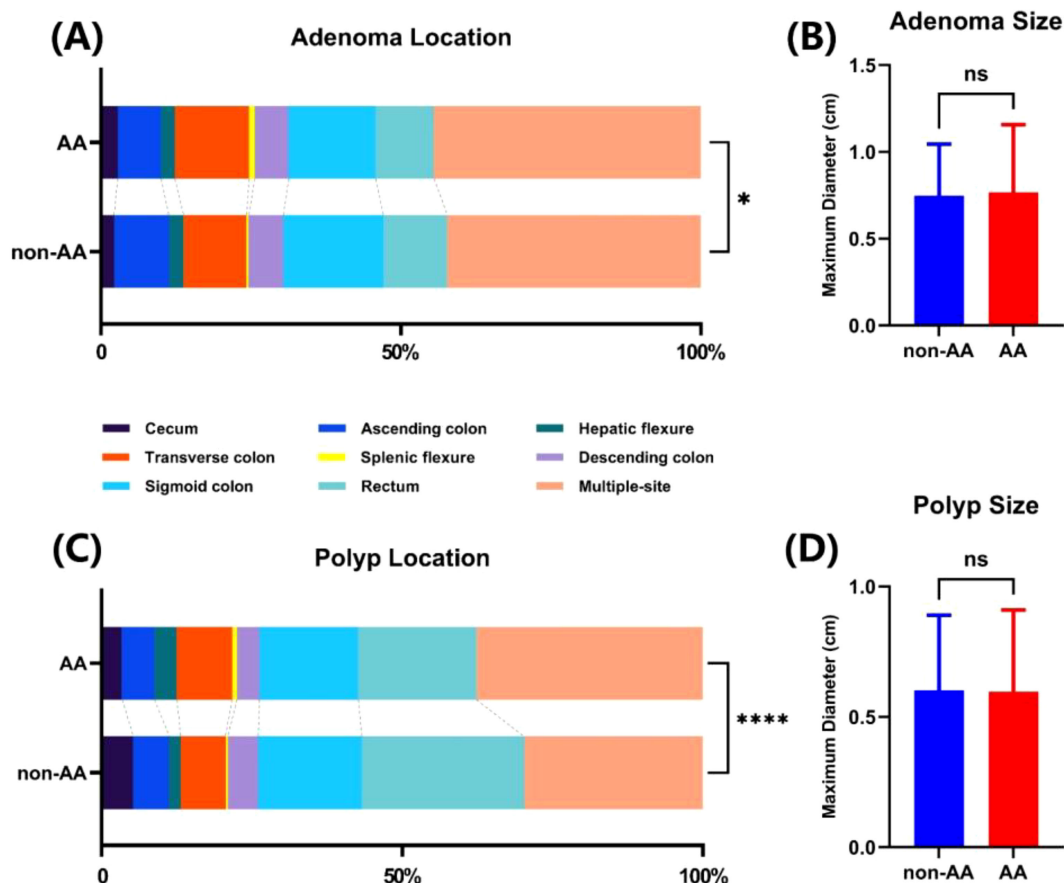 (A)
Adenoma Location
AA
non-AA
*
0 50% 100%
(B)
Adenoma Size
Maximum Diameter (cm)
1.5
1.0
0.5
0.0
ns
non-AA AA
Cecum Ascending colon Hepatic flexure
Transverse colon Splenic flexure Descending colon
Sigmoid colon Rectum Multiple-site
(C)
Polyp Location
AA
non-AA
****
0 50% 100%
Polyp Size
(D)
Maximum Diameter (cm)
1.0
0.5
0.0
ns
non-AA AA